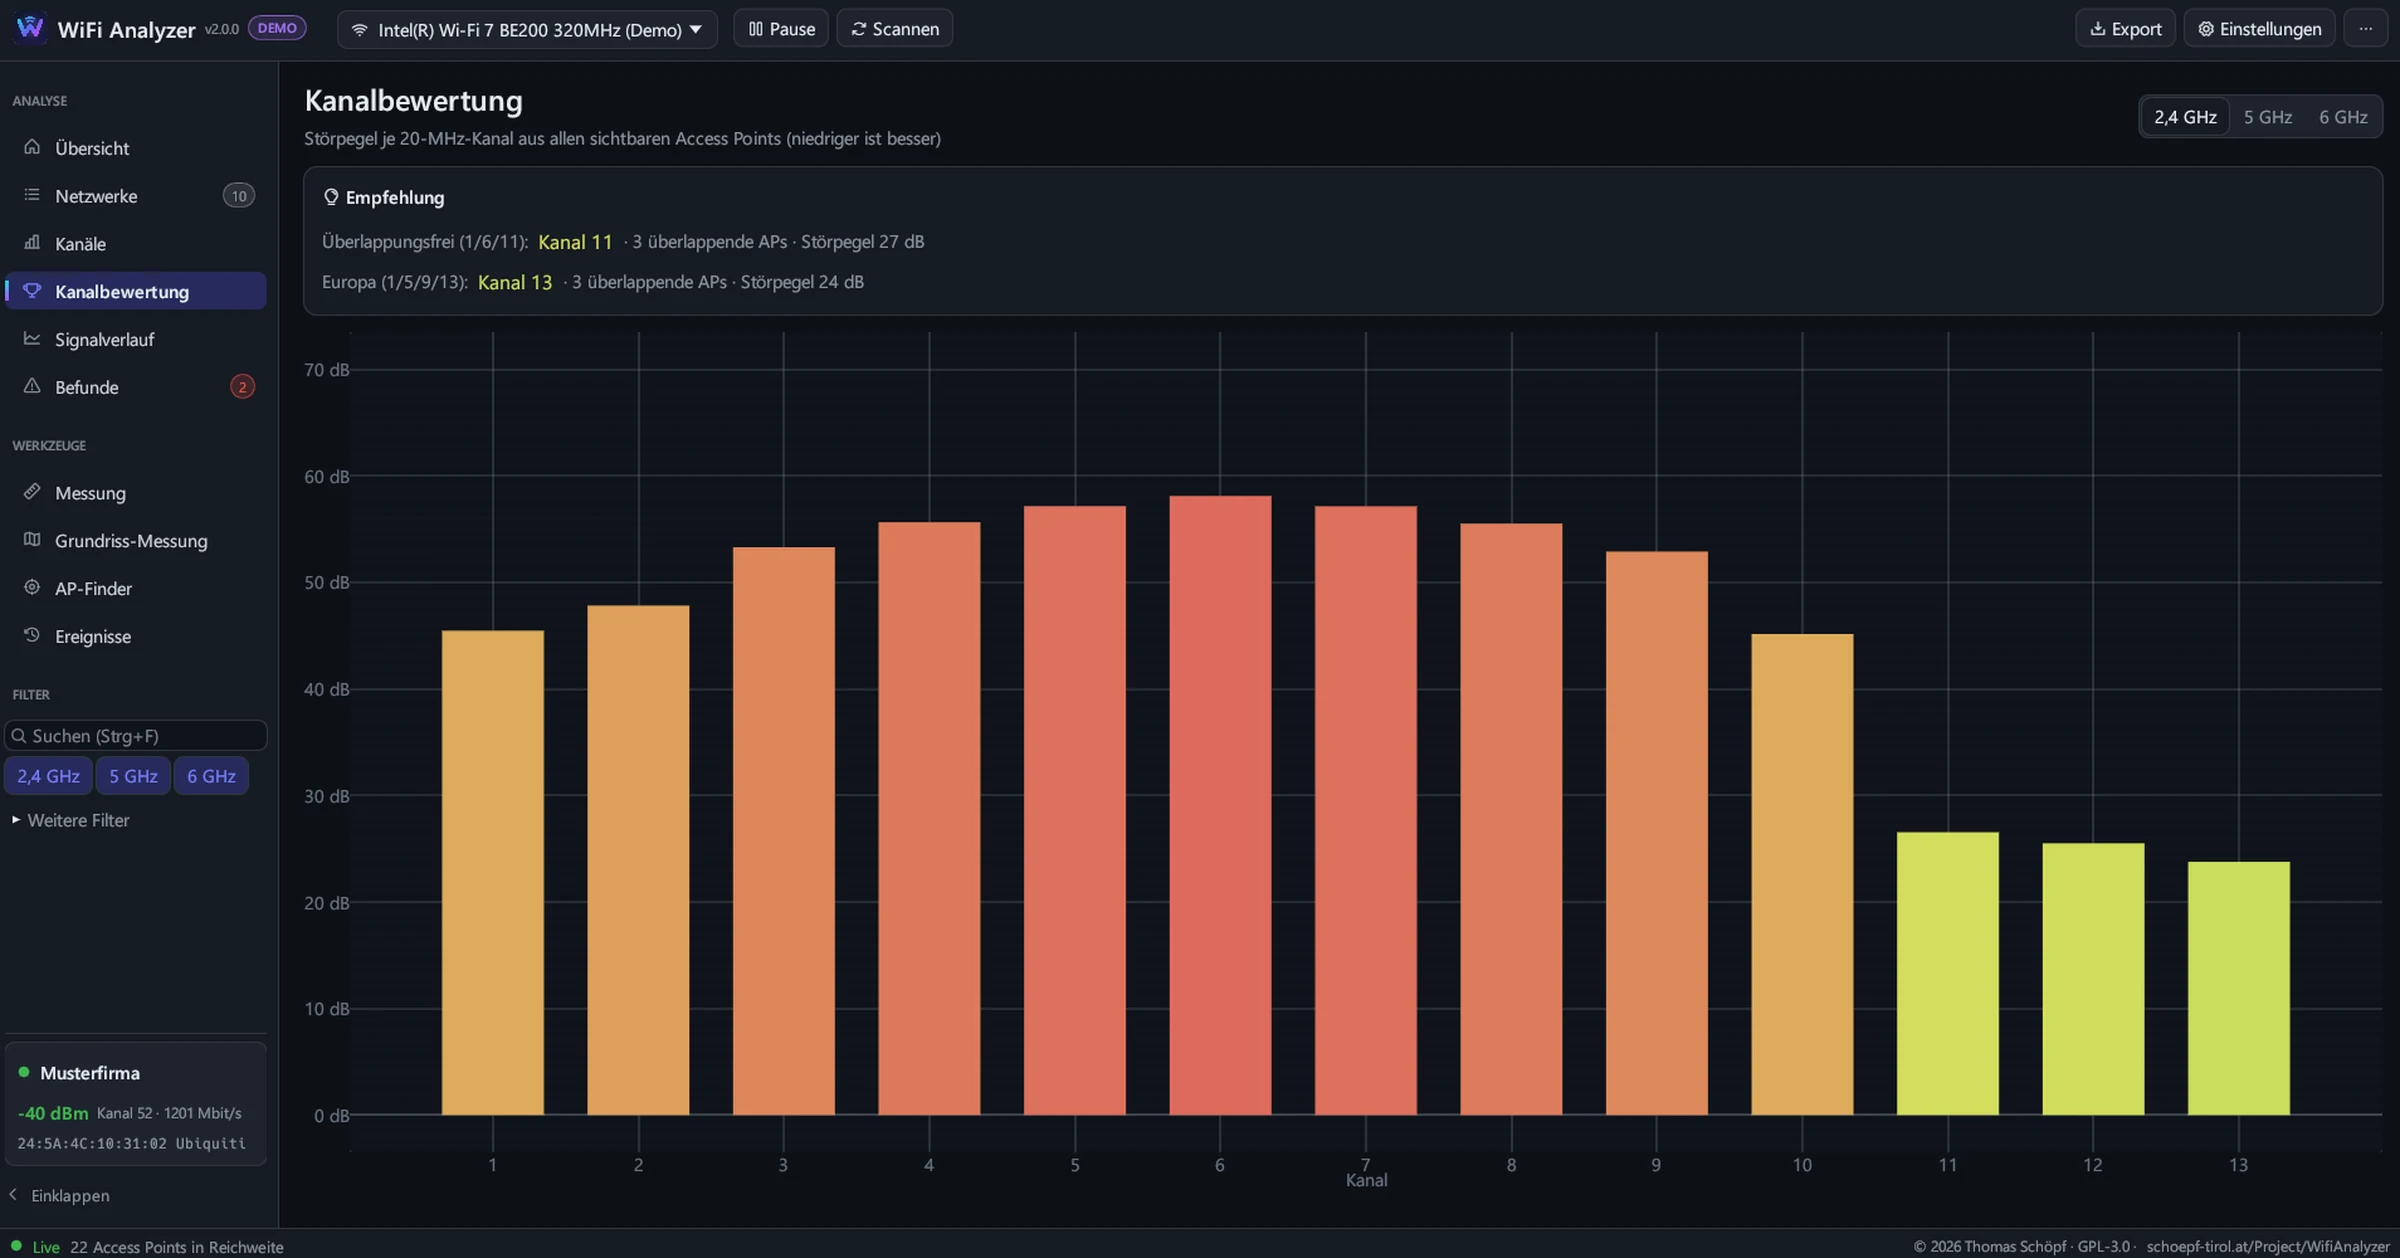 WiFi Analyzer v2.0.0 DEMO Intel(R) Wi-Fi 7 BE200 320MHz (Demo) Pause Scannen Export Einstellungen ...
ANALYSE
Übersicht
Netzwerke 10
Kanäle
Kanalbewertung
Signalverlauf
Befunde 2
WERKZEUGE
Messung
Grundriss-Messung
AP-Finder
Ereignisse
FILTER
Suchen (Strg+F)
2,4 GHz 5 GHz 6 GHz
Weitere Filter
Musterfirma
-40 dBm Kanal 52 · 1201 Mbit/s
24:5A:4C:10:31:02 Ubiquiti
Einklappen
Kanalbewertung
Störpegel je 20-MHz-Kanal aus allen sichtbaren Access Points (niedriger ist besser)
2,4 GHz 5 GHz 6 GHz
Empfehlung
Überlappungsfrei (1/6/11): Kanal 11 · 3 überlappende APs · Störpegel 27 dB
Europa (1/5/9/13): Kanal 13 · 3 überlappende APs · Störpegel 24 dB
70 dB
60 dB
50 dB
40 dB
30 dB
20 dB
10 dB
0 dB
1 2 3 4 5 6 7 8 9 10 11 12 13
Kanal
Live 22 Access Points in Reichweite
© 2026 Thomas Schöpf · GPL-3.0 · schoepf-tirol.at/Project/WifiAnalyzer